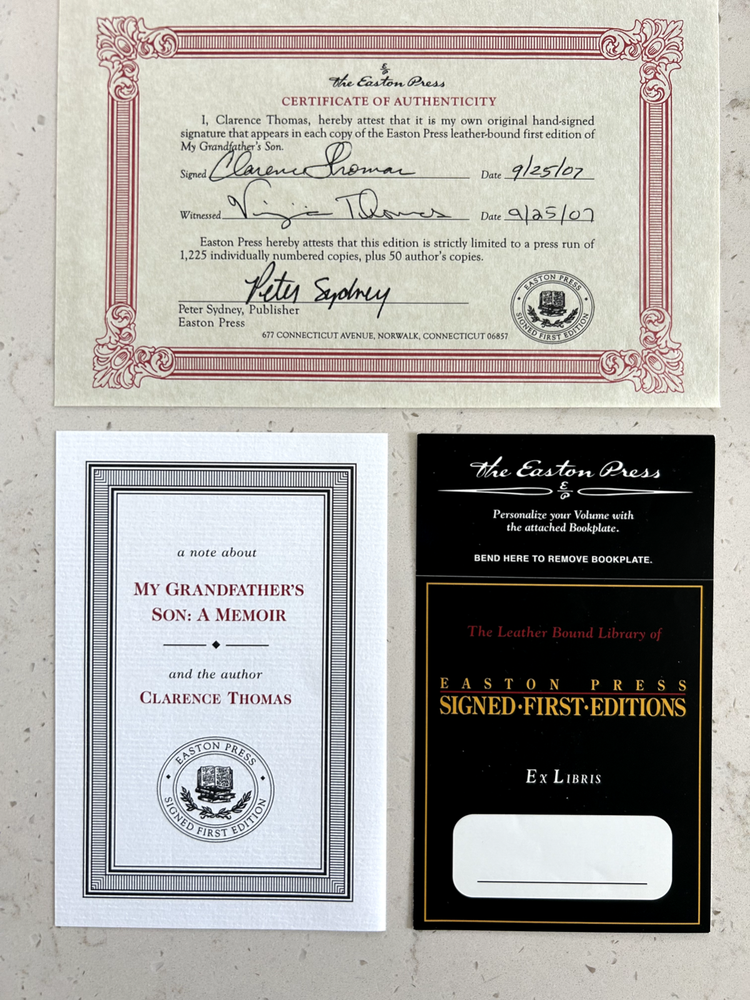 The Easton Press
CERTIFICATE OF AUTHENTICITY
I, Clarence Thomas, hereby attest that it is my own original hand-signed
signature that appears in each copy of the Easton Press leather-bound first edition of
My Grandfather's Son.
Signed Clarence Thomas Date 9/25/07
Witnessed Virginia Thomas Date 9/25/07
Easton Press hereby attests that this edition is strictly limited to a press run of
1,225 individually numbered copies, plus 50 author's copies.
Peter Sydney
Peter Sydney, Publisher
Easton Press
677 CONNECTICUT AVENUE, NORWALK, CONNECTICUT 06857
EASTON PRESS
SIGNED FIRST EDITION
a note about
MY GRANDFATHER'S
SON: A MEMOIR
and the author
CLARENCE THOMAS
EASTON PRESS
SIGNED FIRST EDITION
The Easton Press
Personalize your Volume with
the attached Bookplate.
BEND HERE TO REMOVE BOOKPLATE.
The Leather Bound Library of
EASTON PRESS
SIGNED·FIRST·EDITIONS
EX LIBRIS